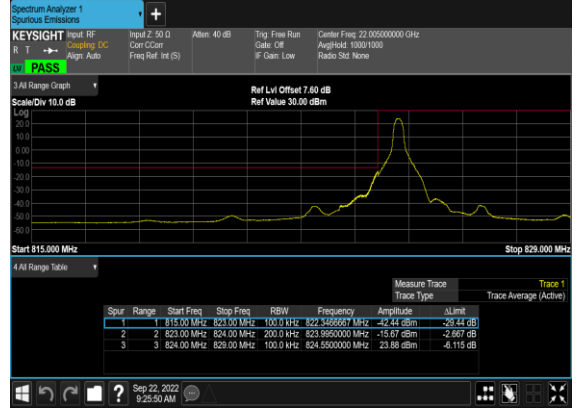 Spectrum Analyzer 1
Spurious Emissions
KEYSIGHT Input: RF Input Z: 50 Ω Atten: 40 dB Trig: Free Run Center Freq: 22.005000000 GHz
R T Coupling: DC Corr CCorr Gate: Off Avg|Hold: 1000/1000
Align: Auto Freq Ref: Int (S) IF Gain: Low Radio Std: None
PASS
3 All Range Graph
Ref Lvl Offset 7.60 dB
Scale/Div 10.0 dB Ref Value 30.00 dBm
Log
20.0
10.0
0.00
-10.0
-20.0
-30.0
-40.0
-50.0
-60.0
Start 815.000 MHz Stop 829.000 MHz
4 All Range Table
Measure Trace Trace 1
Trace Type Trace Average (Active)
Spur Range Start Freq Stop Freq RBW Frequency Amplitude ΔLimit
1 1 815.00 MHz 823.00 MHz 100.0 kHz 822.3466667 MHz -42.44 dBm -29.44 dB
2 2 823.00 MHz 824.00 MHz 200.0 kHz 823.9950000 MHz -15.67 dBm -2.667 dB
3 3 824.00 MHz 829.00 MHz 100.0 kHz 824.5500000 MHz 23.88 dBm -6.115 dB
?
Sep 22, 2022
9:25:50 AM